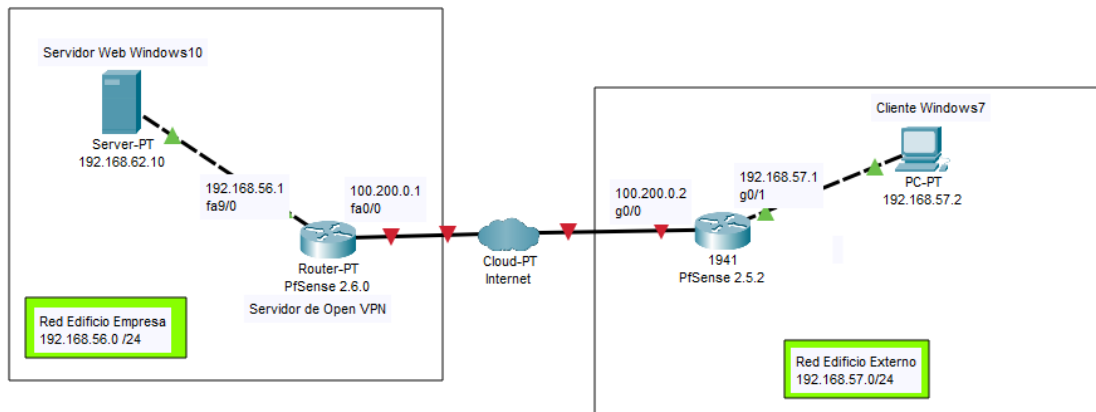 Servidor Web Windows10
Server-PT
192.168.62.10
192.168.56.1
fa9/0
100.200.0.1
fa0/0
Router-PT
PfSense 2.6.0
Servidor de Open VPN
Red Edificio Empresa
192.168.56.0 /24
Cloud-PT
Internet
Cliente Windows7
PC-PT
192.168.57.2
192.168.57.1
g0/1
100.200.0.2
g0/0
1941
PfSense 2.5.2
Red Edificio Externo
192.168.57.0/24